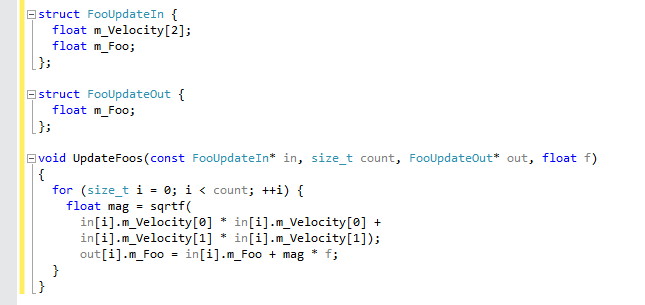 struct FooUpdateIn {
  float m_Velocity[2];
  float m_Foo;
};

struct FooUpdateOut {
  float m_Foo;
};

void UpdateFoos(const FooUpdateIn* in, size_t count, FooUpdateOut* out, float f)
{
  for (size_t i = 0; i < count; ++i) {
    float mag = sqrtf(
      in[i].m_Velocity[0] * in[i].m_Velocity[0] +
      in[i].m_Velocity[1] * in[i].m_Velocity[1]);
      out[i].m_Foo = in[i].m_Foo + mag * f;
  }
}